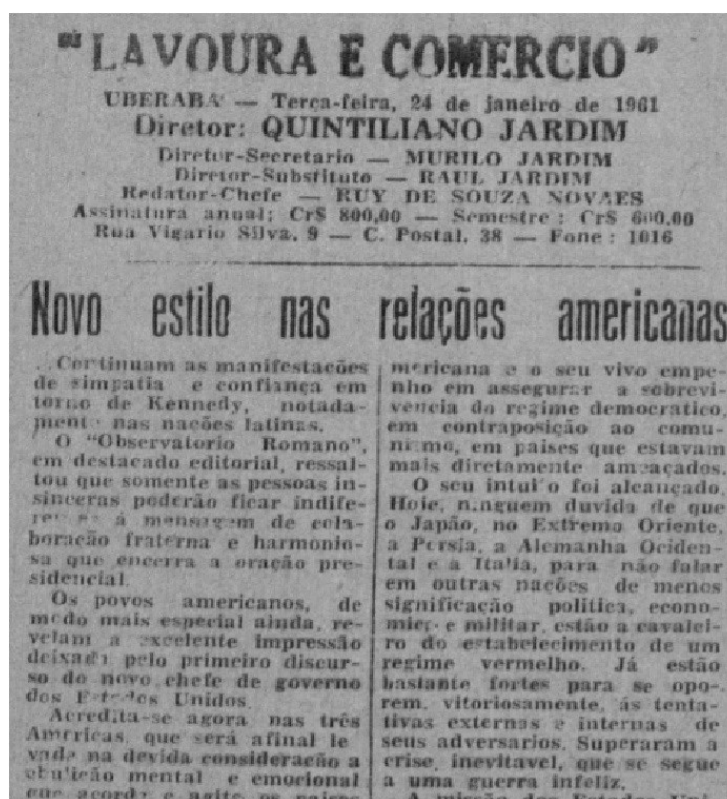 "LAVOURA E COMERCIO"
UBERABA — Terça-feira, 24 de janeiro de 1961
Diretor: QUINTILIANO JARDIM
Diretor-Secretario — MURILO JARDIM
Diretor-Substituto — RAUL JARDIM
Redator-Chefe — RUY DE SOUZA NOVAES
Assinatura anual: Cr$ 800,00 — Semestre: Cr$ 600,00
Rua Vigario Silva, 9 — C. Postal, 38 — Fone: 1016
Novo estilo nas relações americanas
Continuam as manifestações
de simpatia e confiança em
torno de Kennedy, notada-
mente nas nações latinas.
O "Observatorio Romano",
em destacado editorial, ressal-
tou que somente as pessoas in-
sinceras poderão ficar indife-
rentes á mensagem de cola-
boração fraterna e harmonio-
sa que encerra a oração pre-
sidencial.
Os povos americanos, de
modo mais especial ainda, re-
velam a excelente impressão
deixada pelo primeiro discur-
so do novo chefe de governo
dos Estados Unidos.
Acredita-se agora nas três
Américas, que será afinal le
vada na devida consideração a
ebulição mental e emocional
que acorda e agita os países
mericana e o seu vivo empe-
nho em assegurar a sobrevi-
vencia do regime democratico,
em contraposição ao comu-
nismo, em paises que estavam
mais diretamente ameaçados.
O seu intuito foi alcançado.
Hoje, ninguem duvida de que
o Japão, no Extremo Oriente,
a Persia, a Alemanha Ociden-
tal e a Italia, para não falar
em outras nações de menos
significação politica, econo-
mica e militar, estão a cavalei-
ro do estabelecimento de um
regime vermelho. Já estão
bastante fortes para se opo-
rem, vitoriosamente, ás tenta-
tivas externas e internas de
seus adversarios. Superaram a
crise, inevitavel, que se segue
a uma guerra infeliz.
A missão dos Estados Uni-